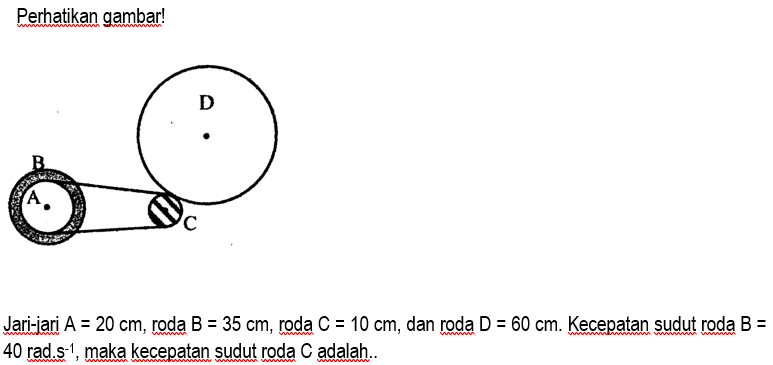 Perhatikan gambar!
D
B
A
C
Jari-jari A = 20 cm, roda B = 35 cm, roda C = 10 cm, dan roda D = 60 cm. Kecepatan sudut roda B =
40 rad.s⁻¹, maka kecepatan sudut roda C adalah..